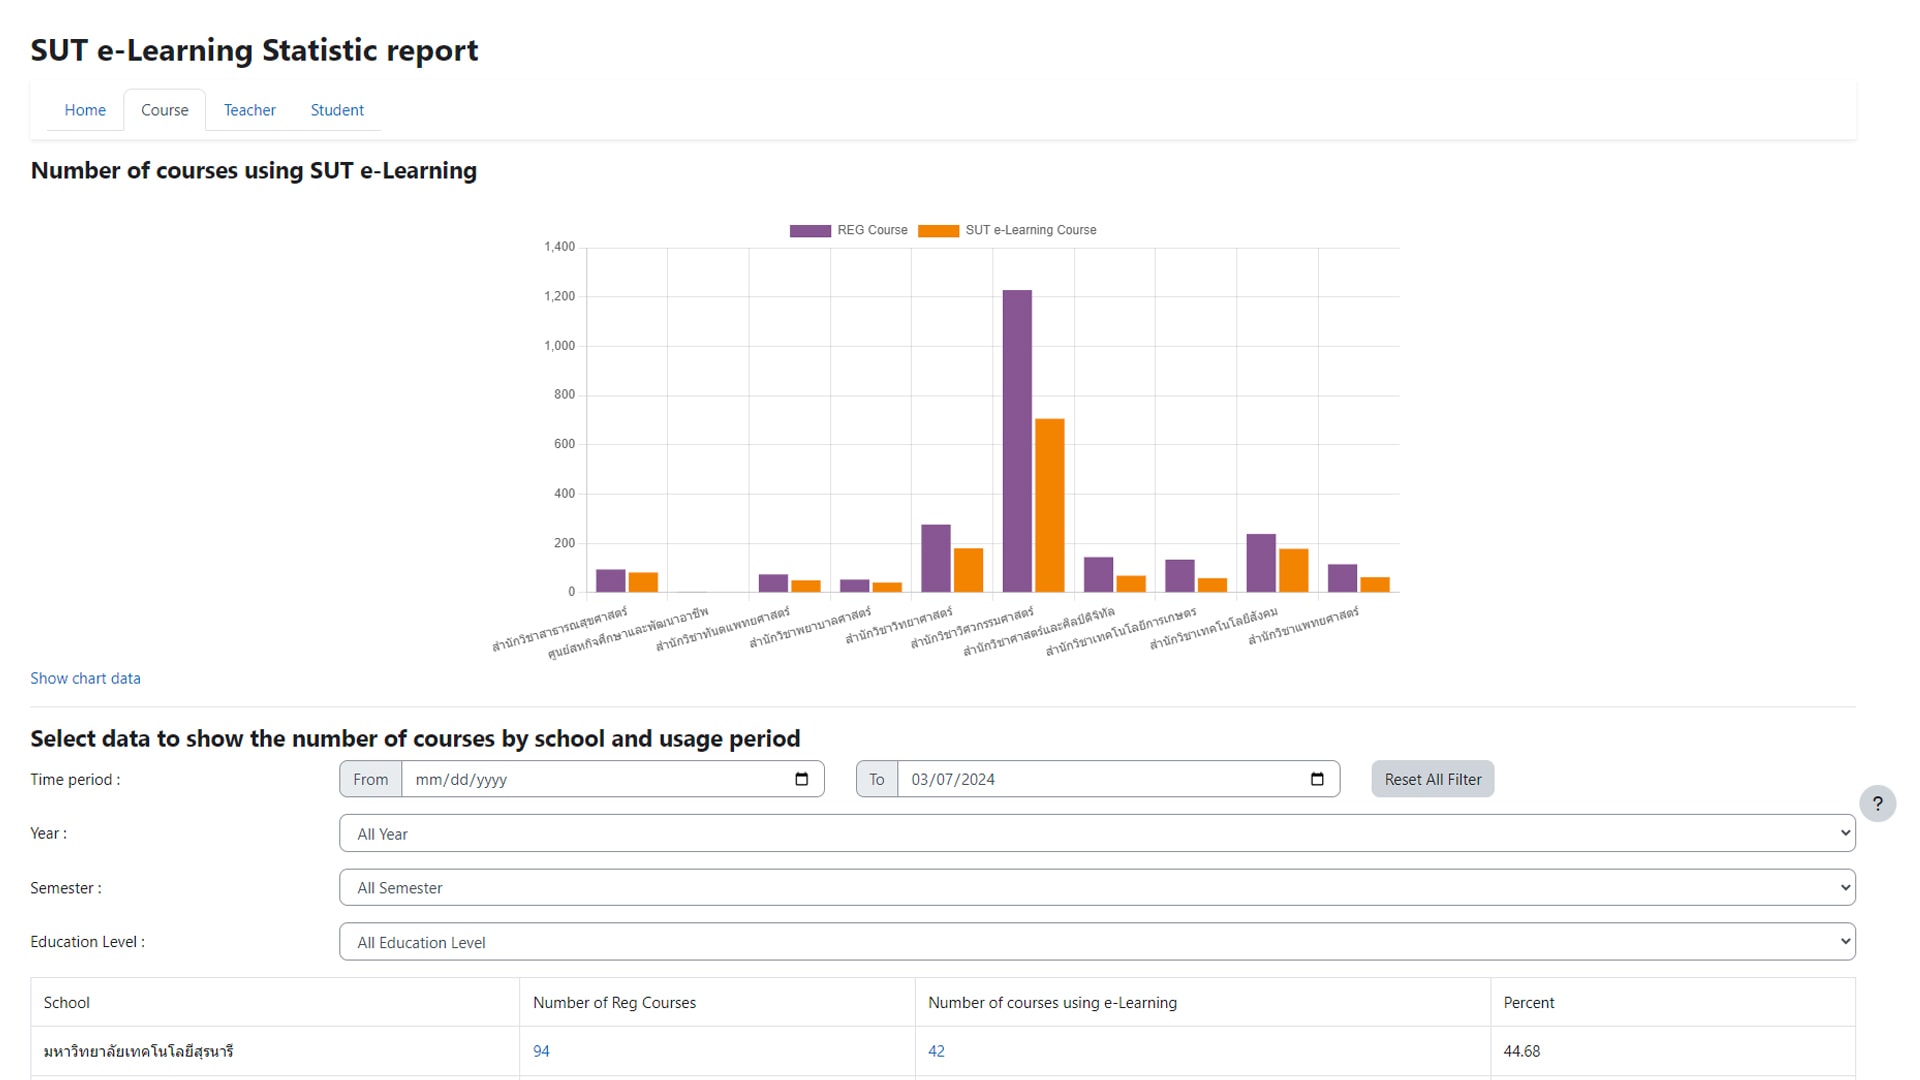 SUT e-Learning Statistic report
Home Course Teacher Student
Number of courses using SUT e-Learning
REG Course SUT e-Learning Course
1,400
1,200
1,000
800
600
400
200
0
สำนักวิชาสาธารณสุขศาสตร์
ศูนย์สหกิจศึกษาและพัฒนาอาชีพ
สำนักวิชาทันตแพทยศาสตร์
สำนักวิชาพยาบาลศาสตร์
สำนักวิชาวิทยาศาสตร์
สำนักวิชาวิศวกรรมศาสตร์
สำนักวิชาศาสตร์และศิลป์ดิจิทัล
สำนักวิชาเทคโนโลยีการเกษตร
สำนักวิชาเทคโนโลยีสังคม
สำนักวิชาแพทยศาสตร์
Show chart data
Select data to show the number of courses by school and usage period
Time period : From mm/dd/yyyy To 03/07/2024 Reset All Filter
?
Year : All Year
Semester : All Semester
Education Level : All Education Level
School Number of Reg Courses Number of courses using e-Learning Percent
มหาวิทยาลัยเทคโนโลยีสุรนารี 94 42 44.68